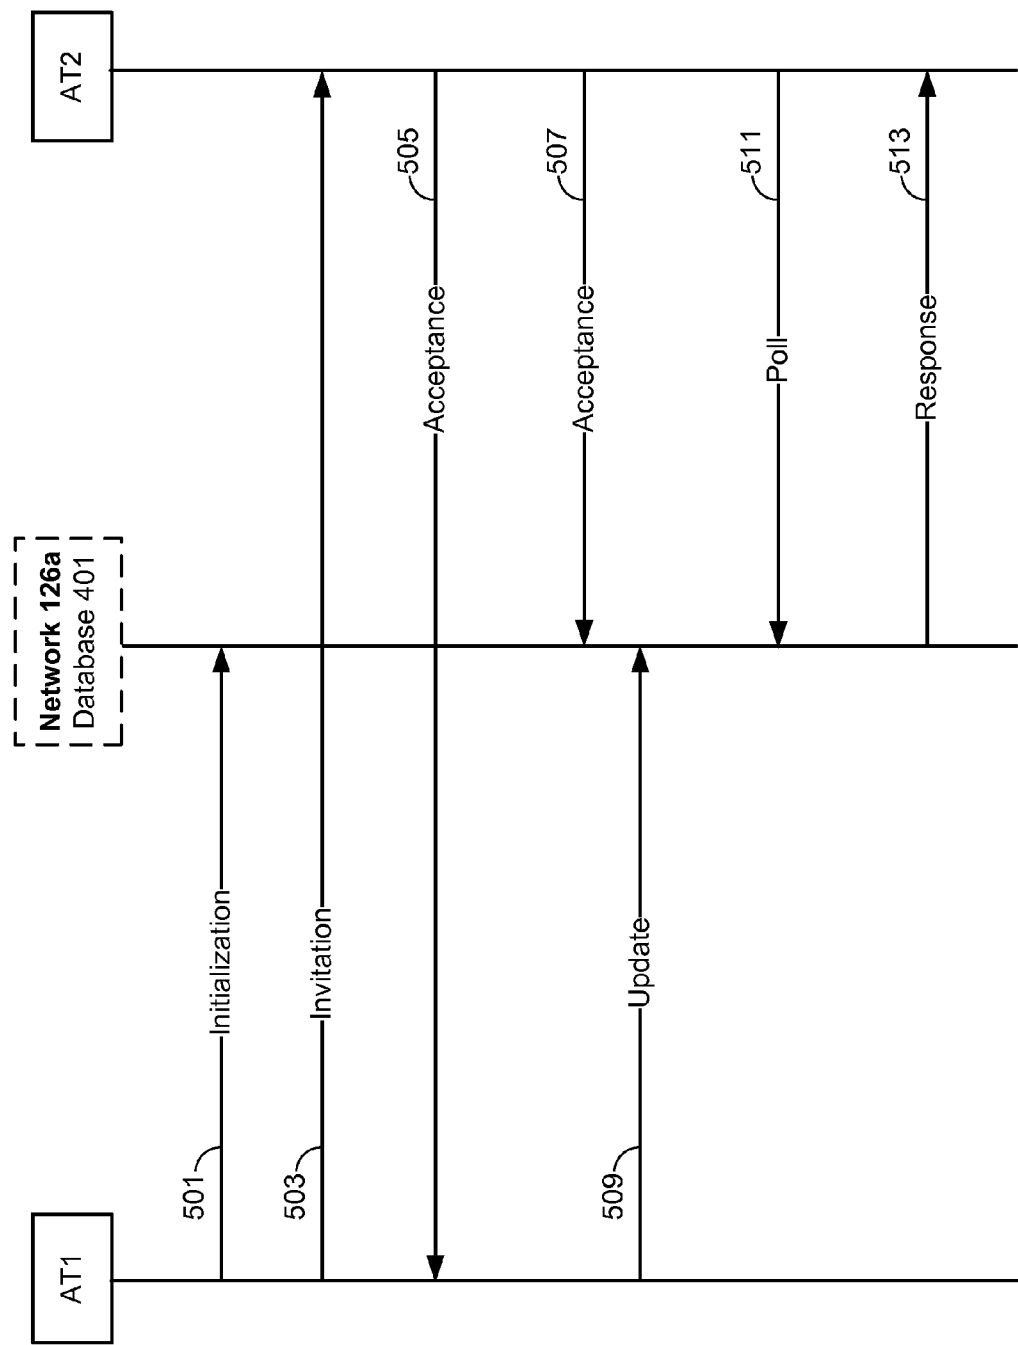 AT1
Network 126a
Database 401
AT2
501
Initialization
503
Invitation
Acceptance
505
Acceptance
507
509
Update
Poll
511
Response
513